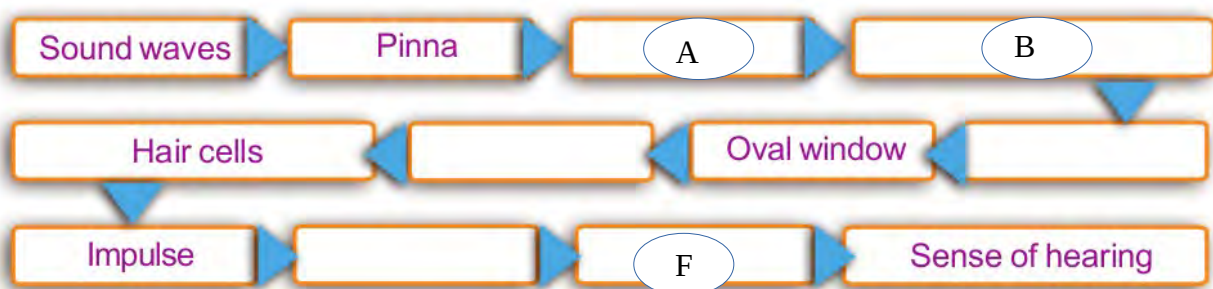 Sound waves Pinna A B
Hair cells Oval window
Impulse F Sense of hearing